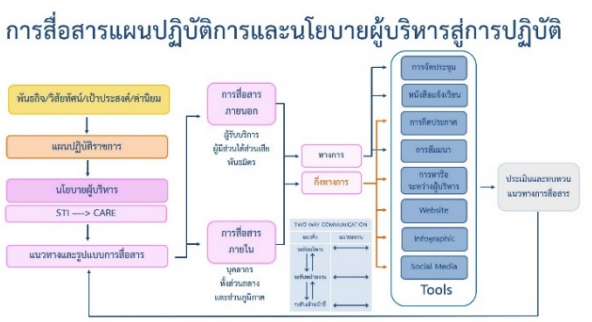 การสื่อสารแผนปฏิบัติการและนโยบายผู้บริหารสู่การปฏิบัติ
พันธกิจ/วิสัยทัศน์/เป้าประสงค์/ค่านิยม
แผนปฏิบัติราชการ
นโยบายผู้บริหาร
STI ----> CARE
แนวทางและรูปแบบการสื่อสาร
การสื่อสาร
ภายนอก
ผู้รับบริการ
ผู้มีส่วนได้ส่วนเสีย
พันธมิตร
การสื่อสาร
ภายใน
บุคลากร
ทั้งส่วนกลาง
และส่วนภูมิภาค
ทางการ
กึ่งทางการ
TWO WAY COMMUNICATION
แนวดิ่ง
แนวระนาบ
การจัดประชุม
หนังสือแจ้งเวียน
การติดประกาศ
การสัมมนา
การหารือ
ระหว่างผู้บริหาร
Website
Infographic
Social Media
Tools
ประเมินและทบทวน
แนวทางการสื่อสาร